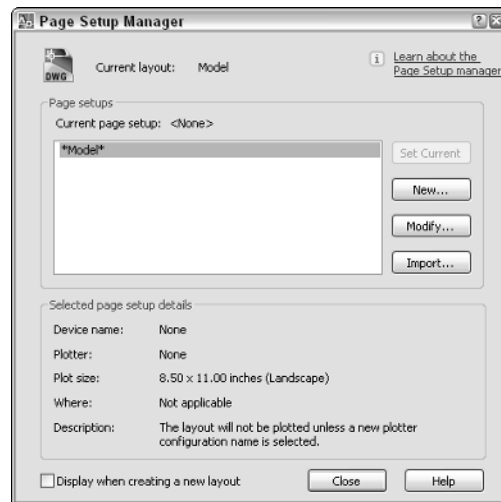 Page Setup Manager
DWG
Current layout: Model
i
Learn about the
Page Setup manager
Page setups
Current page setup: <None>
*Model*
Set Current
New...
Modify...
Import...
Selected page setup details
Device name: None
Plotter: None
Plot size: 8.50 x 11.00 inches (Landscape)
Where: Not applicable
Description: The layout will not be plotted unless a new plotter
configuration name is selected.
Display when creating a new layout
Close
Help